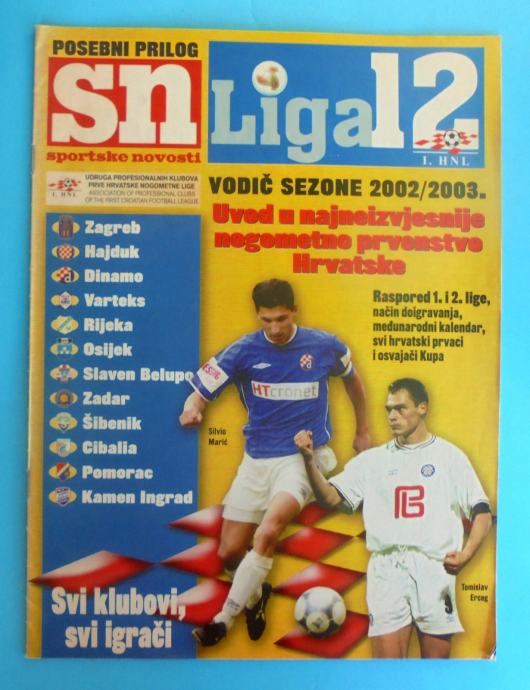 POSEBNI PRILOG
sn
sportske novosti
Liga 12
I. HNL
I. HNL
UDRUGA PROFESIONALNIH KLUBOVA
PRVE HRVATSKE NOGOMETNE LIGE
ASSOCIATION OF PROFESSIONAL CLUBS
OF THE FIRST CROATIAN FOOTBALL LEAGUE
VODIČ SEZONE 2002/2003.
Uvod u najneizvjesnije
nogometno prvenstvo
Hrvatske
Zagreb
Hajduk
Dinamo
Varteks
Rijeka
Osijek
Slaven Belupo
Zadar
Šibenik
Cibalia
Pomorac
Kamen Ingrad
Raspored 1. i 2. lige,
način doigravanja,
međunarodni kalendar,
svi hrvatski prvaci
i osvajači Kupa
HTcronet
Silvio
Marić
B
Tomislav
Erceg
Svi klubovi,
svi igrači